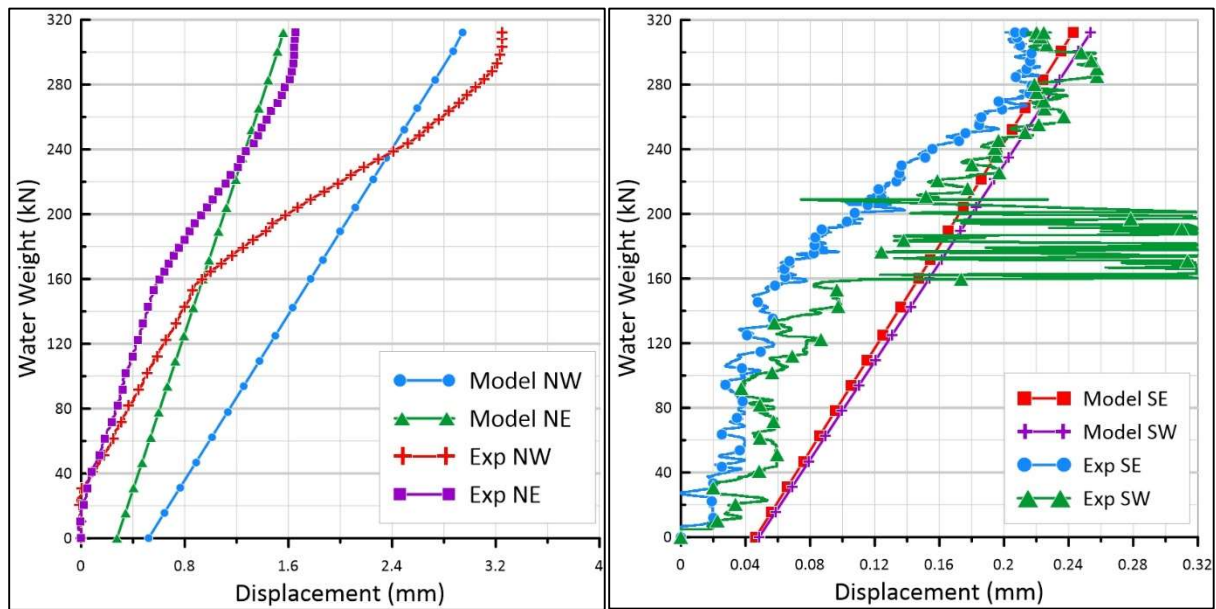 320
280
240
200
160
120
80
40
0
Water Weight (kN)
0 0.8 1.6 2.4 3.2 4
Displacement (mm)
Model NW
Model NE
Exp NW
Exp NE
320
280
240
200
160
120
80
40
0
Water Weight (kN)
0 0.04 0.08 0.12 0.16 0.2 0.24 0.28 0.32
Displacement (mm)
Model SE
Model SW
Exp SE
Exp SW